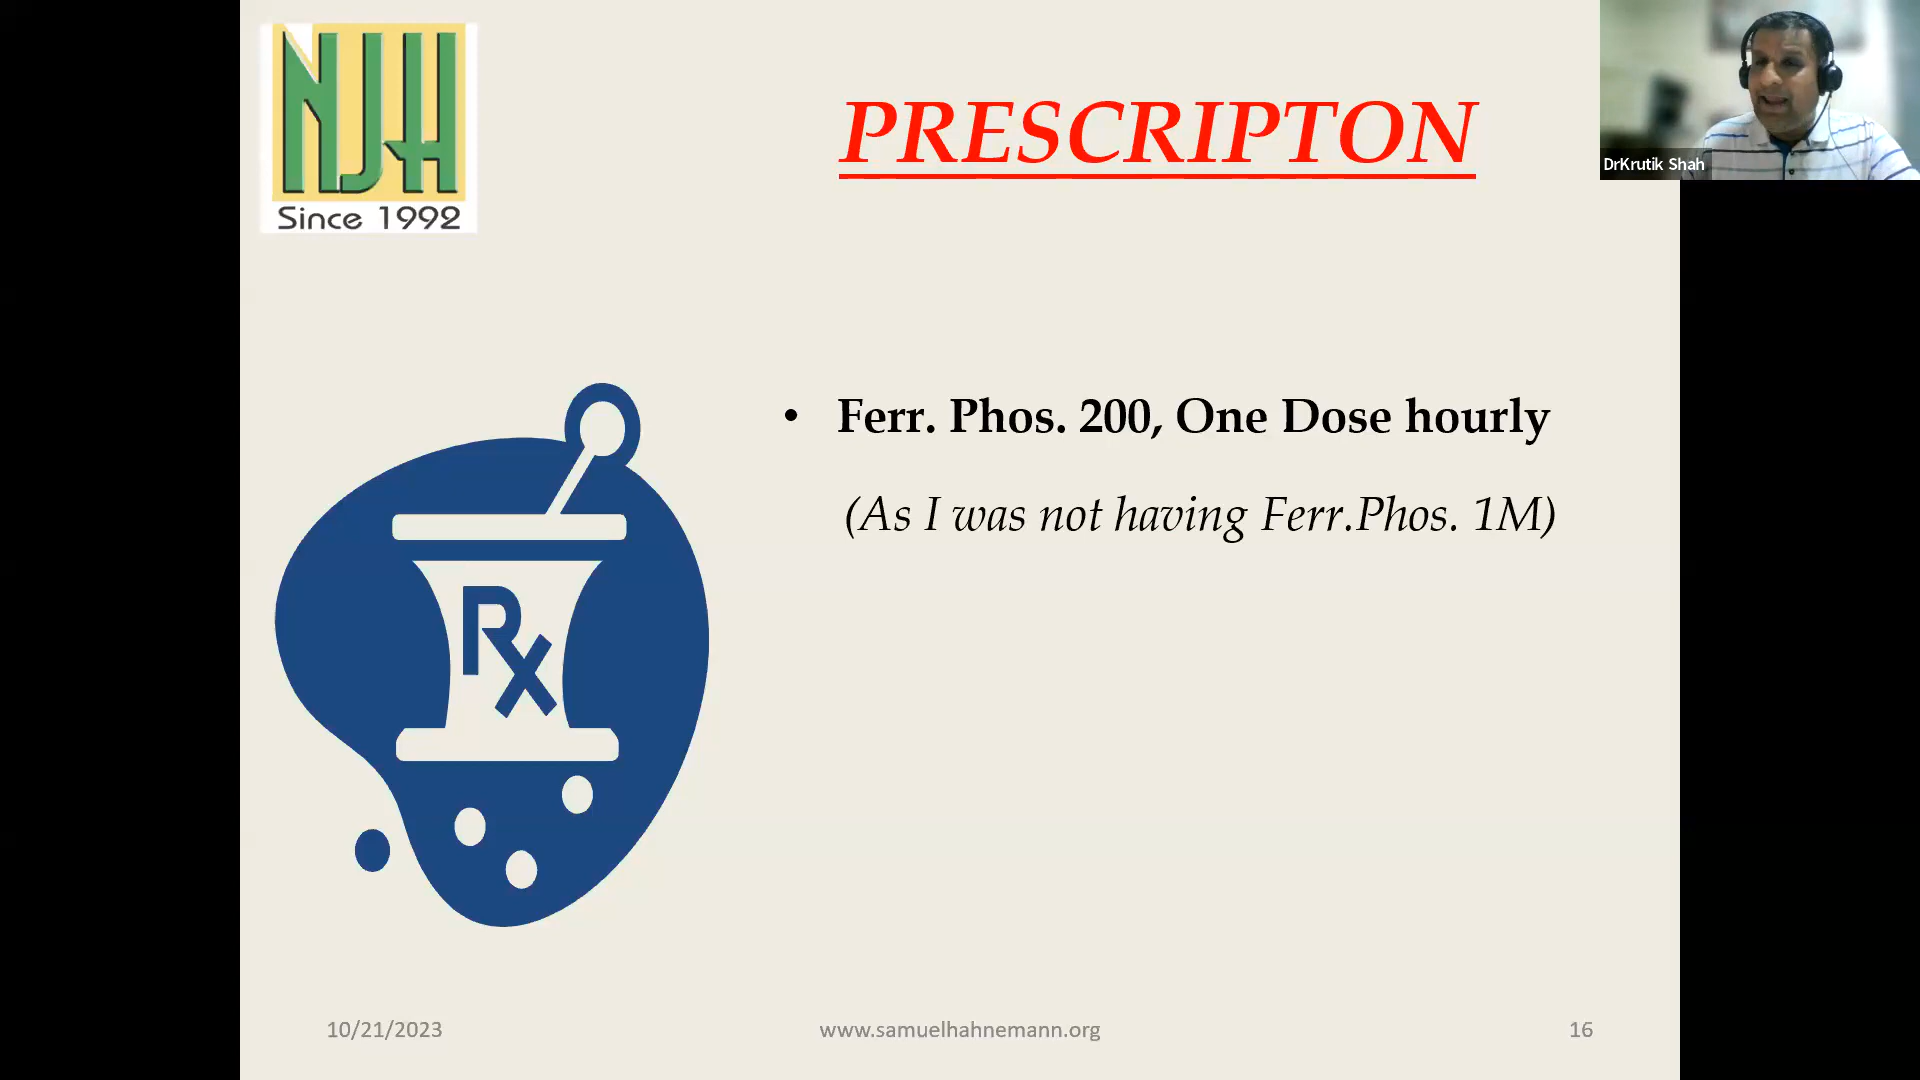 NJH
Since 1992
PRESCRIPTON
DrKrutik Shah
• Ferr. Phos. 200, One Dose hourly
(As I was not having Ferr.Phos. 1M)
Rx
10/21/2023
www.samuelhahnemann.org
16